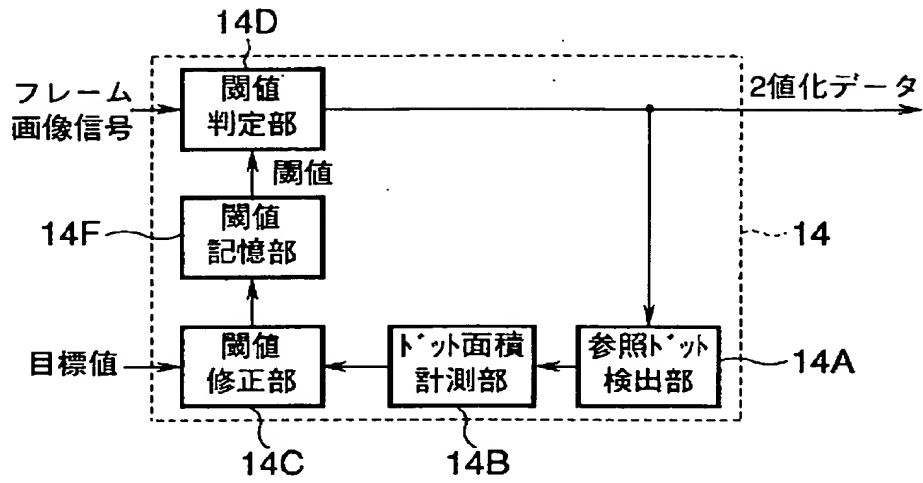 14D
フレーム
画像信号
閾値
判定部
2値化データ
閾値
14F
閾値
記憶部
14
目標値
閾値
修正部
ドット面積
計測部
参照ドット
検出部
14A
14C
14B